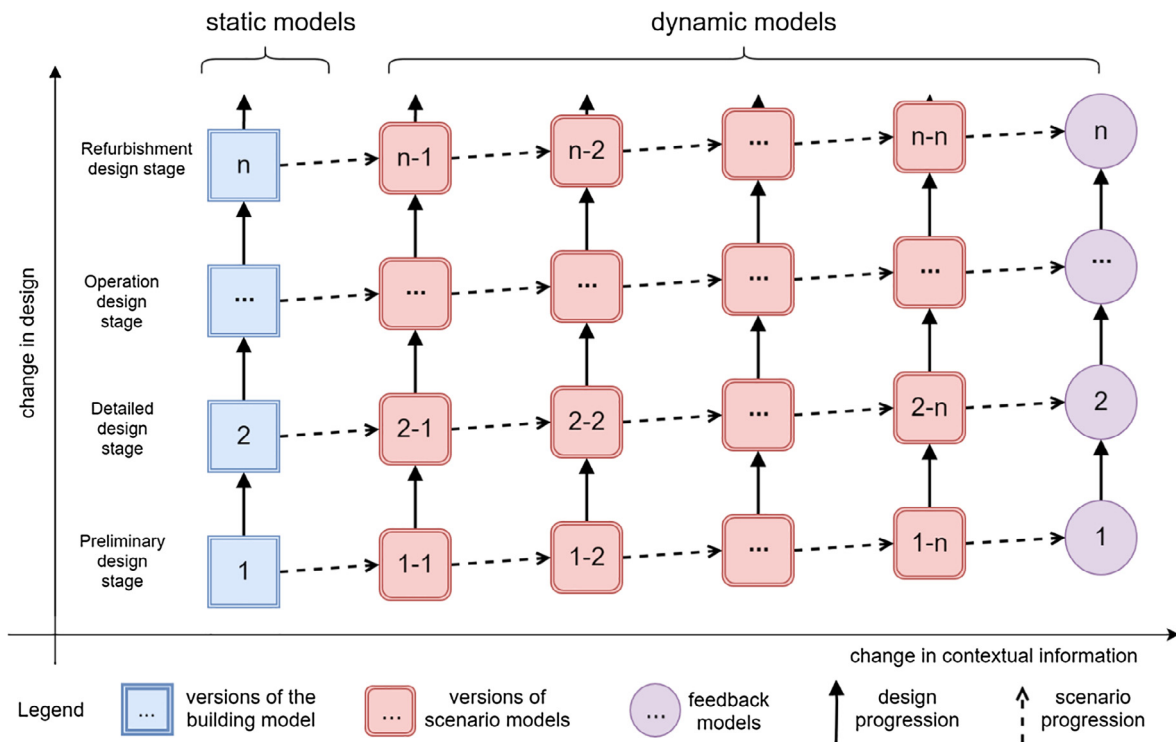 static models
dynamic models
change in design
Refurbishment
design stage
n
n-1
n-2
...
n-n
n
Operation
design
stage
...
...
...
...
...
...
Detailed
design
stage
2
2-1
2-2
...
2-n
2
Preliminary
design
stage
1
1-1
1-2
...
1-n
1
change in contextual information
Legend
...
versions of the
building model
...
versions of
scenario models
...
feedback
models
design
progression
scenario
progression